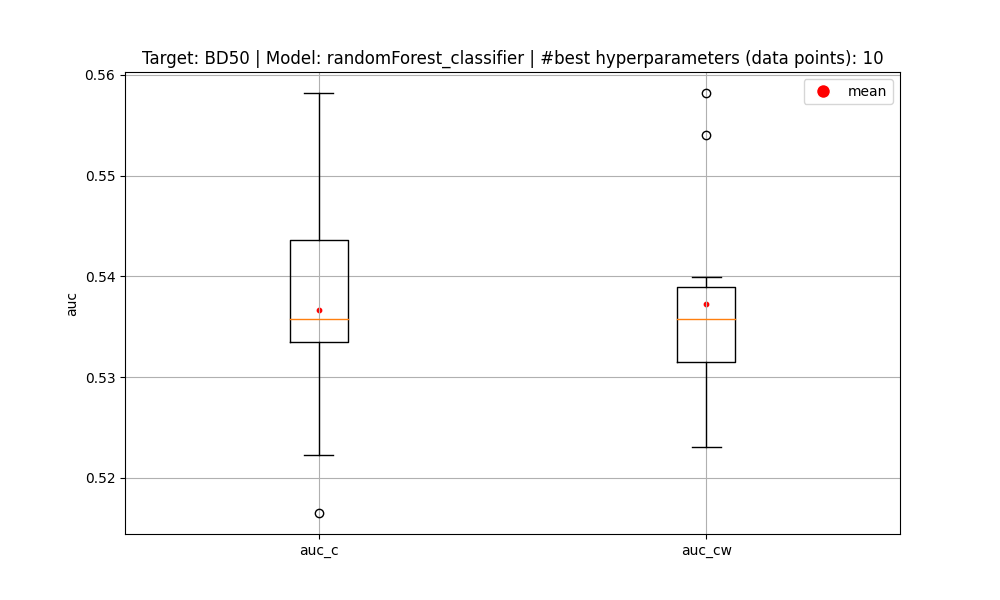 Target: BD50 | Model: randomForest_classifier | #best hyperparameters (data points): 10
mean
0.56
0.55
0.54
0.53
0.52
auc
auc_c
auc_cw